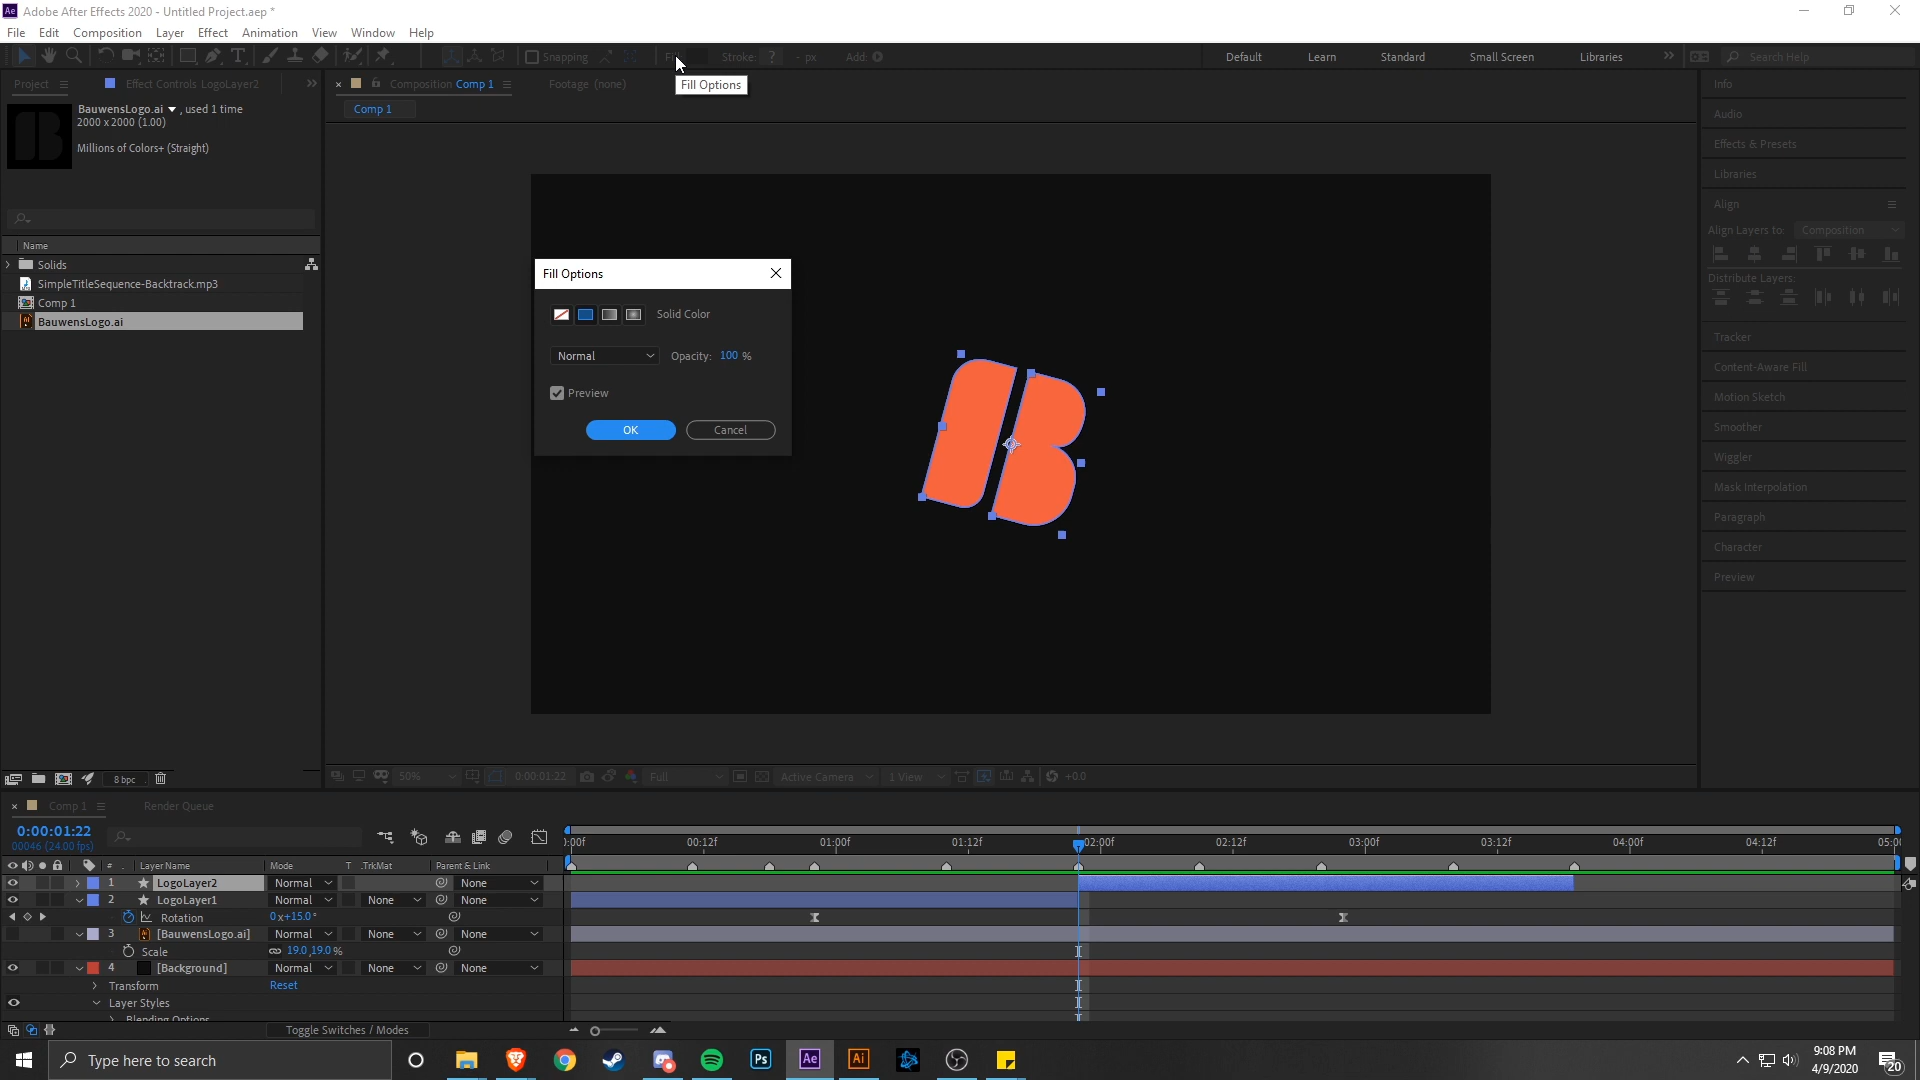 Ae Adobe After Effects 2020 - Untitled Project.aep *
File Edit Composition Layer Effect Animation View Window Help
T Snapping Stroke: ? - px Add: Default Learn Standard Small Screen Libraries » Search Help
Fill Options
Project Effect Controls LogoLayer2 »
× Composition Comp 1 Footage (none)
Comp 1
BauwensLogo.ai , used 1 time
2000 x 2000 (1.00)
Millions of Colors+ (Straight)
Name
Solids
SimpleTitleSequence-Backtrack.mp3
Comp 1
BauwensLogo.ai
8 bpc
Fill Options
Solid Color
Normal Opacity: 100 %
Preview
OK Cancel
B
50% 0:00:01:22 Full Active Camera 1 View +0.0
Info
Audio
Effects & Presets
Libraries
Align
Align Layers to: Composition
Distribute Layers:
Tracker
Content-Aware Fill
Motion Sketch
Smoother
Wiggler
Mask Interpolation
Paragraph
Character
Preview
× Comp 1 Render Queue
0:00:01:22
00046 (24.00 fps)
:00f 00:12f 01:00f 01:12f 02:00f 02:12f 03:00f 03:12f 04:00f 04:12f 05:0
# Layer Name Mode T .TrkMat Parent & Link
1 LogoLayer2 Normal None
2 LogoLayer1 Normal None None
Rotation 0x+15.0°
3 Ai [BauwensLogo.ai] Normal None None
Scale 19.0,19.0%
4 [Background] Normal None None
Transform Reset
Layer Styles
Blending Options
Toggle Switches / Modes
Type here to search Ps Ae Ai 9:08 PM
4/9/2020 20